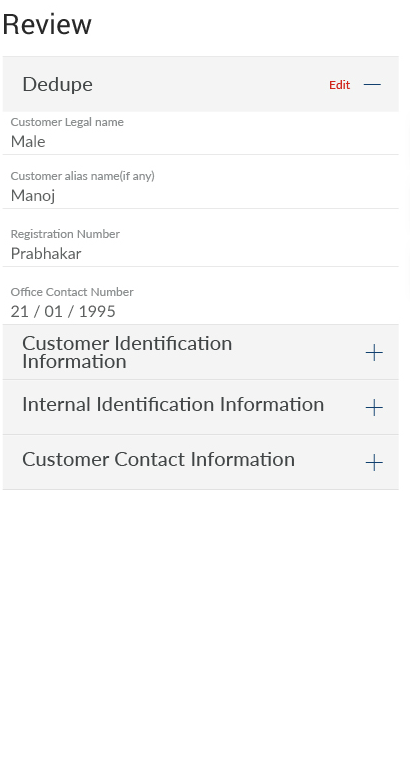 Review
Dedupe Edit
Customer Legal name
Male
Customer alias name(if any)
Manoj
Registration Number
Prabhakar
Office Contact Number
21 / 01 / 1995
Customer Identification
Information
Internal Identification Information
Customer Contact Information